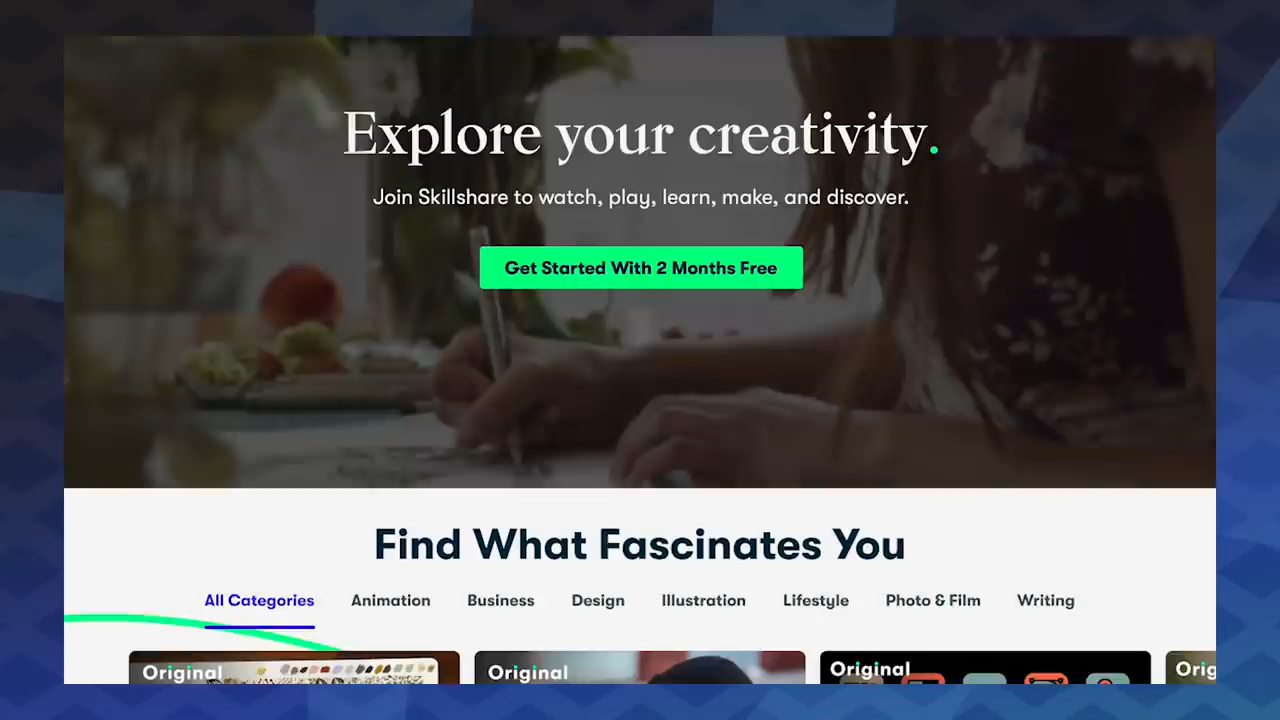 Explore your creativity.
Join Skillshare to watch, play, learn, make, and discover.
Get Started With 2 Months Free
Find What Fascinates You
All Categories Animation Business Design Illustration Lifestyle Photo & Film Writing
Original Original Original